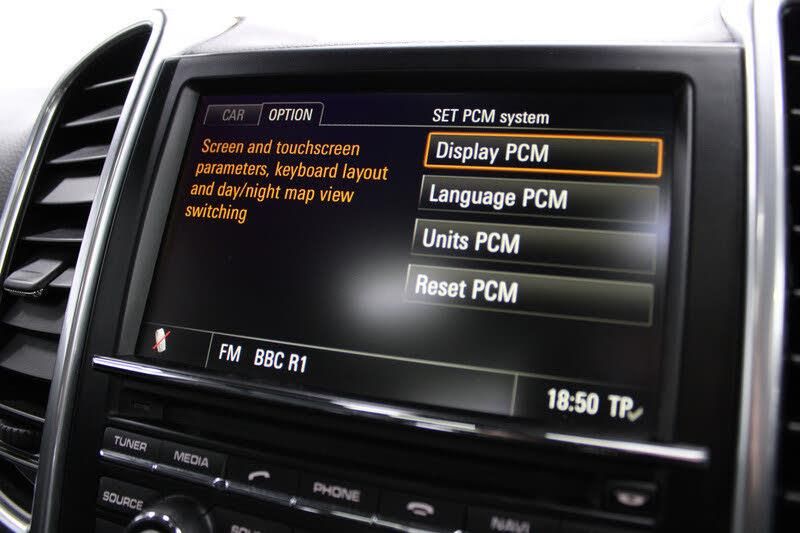 CAR
OPTION
SET PCM system
Screen and touchscreen
parameters, keyboard layout
and day/night map view
switching
Display PCM
Language PCM
Units PCM
Reset PCM
FM BBC R1
18:50 TP
TUNER
MEDIA
PHONE
NAVI
SOURCE